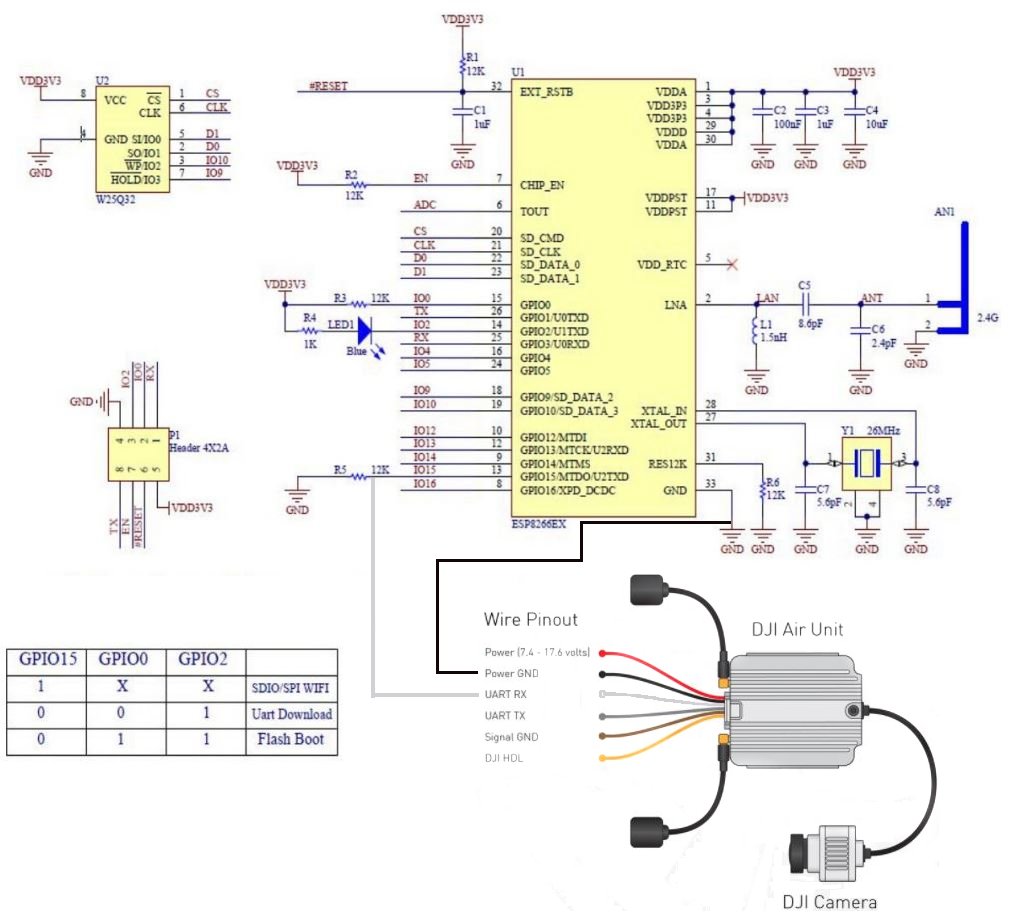 VDD3V3
R1
12K
#RESET
C1
1uF
GND
VDD3V3
U2
8 VCC CS 1 CS
CLK 6 CLK
4 GND SI/IO0 5 D1
SO/IO1 2 D0
WP/IO2 3 IO10
HOLD/IO3 7 IO9
GND
W25Q32
U1
32 EXT_RSTB
VDDA 1
VDD3P3 3
VDD3P3 4
VDDD 29
VDDA 30
VDD3V3
C2
100nF
C3
1uF
C4
10uF
GND
GND
GND
VDD3V3
R2
12K
EN 7 CHIP_EN
ADC 6 TOUT
CS 20 SD_CMD
CLK 21 SD_CLK
D0 22 SD_DATA_0
D1 23 SD_DATA_1
VDDPST 17
VDDPST 11
VDD3V3
VDD_RTC 5
LNA 2
LAN
C5
8.6pF
ANT
L1
1.5nH
GND
C6
2.4pF
GND
AN1
1
2
2.4G
GND
VDD3V3
R3 12K
IO0 15 GPIO0
TX 26 GPIO1/U0TXD
R4
1K
LED1
Blue
IO2 14 GPIO2/U1TXD
RX 25 GPIO3/U0RXD
IO4 16 GPIO4
IO5 24 GPIO5
IO9 18 GPIO9/SD_DATA_2
IO10 19 GPIO10/SD_DATA_3
IO12 10 GPIO12/MTDI
IO13 12 GPIO13/MTCK/U2RXD
IO14 9 GPIO14/MTMS
IO15 13 GPIO15/MTDO/U2TXD
IO16 8 GPIO16/XPD_DCDC
R5 12K
GND
XTAL_IN 28
XTAL_OUT 27
RES12K 31
GND 33
ESP8266EX
R6
12K
Y1 26MHz
1
3
2
4
C7
5.6pF
C8
5.6pF
GND
GND
GND
GND
GND
IO2
IO0
RX
GND
4 3 2 1
8 7 6 5
P1
Header 4X2A
VDD3V3
TX
EN
#RESET
GPIO15 GPIO0 GPIO2
1 X X SDIO/SPI WIFI
0 0 1 Uart Download
0 1 1 Flash Boot
Wire Pinout
Power (7.4 - 17.6 volts)
Power GND
UART RX
UART TX
Signal GND
DJI HDL
DJI Air Unit
DJI Camera